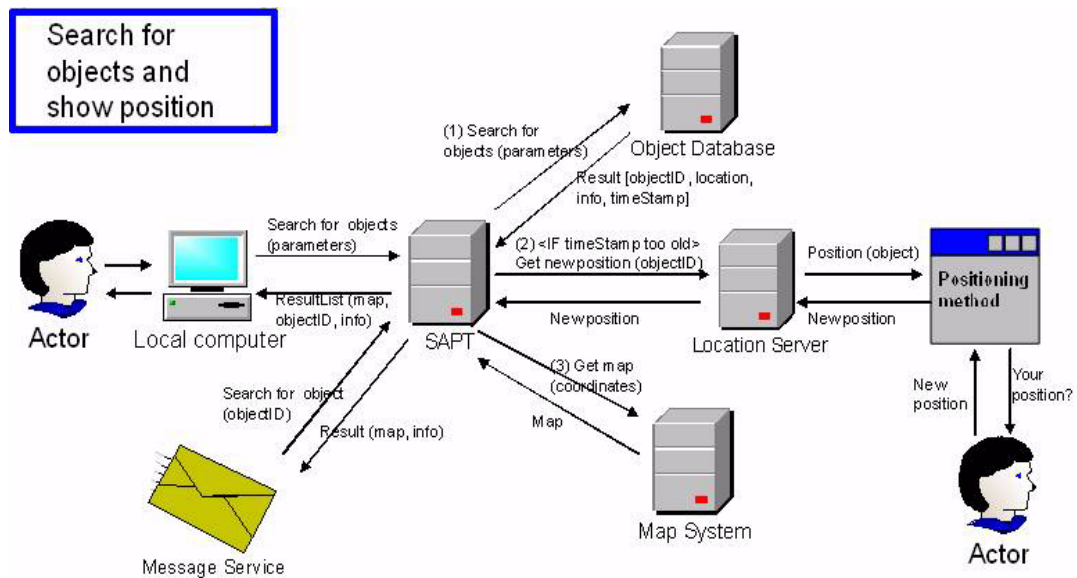 Search for
objects and
show position
(1) Search for
objects (parameters)
Object Database
Result [objectID, location,
info, timeStamp]
Search for objects
(parameters)
(2) <IF timeStamp too old>
Get newposition (objectID)
Position (object)
Positioning
method
ResultList (map,
objectID, info)
Newposition
Newposition
Actor
Local computer
SAPT
Location Server
(3) Get map
(coordinates)
New
position
Your
position?
Search for object
(objectID)
Result (map, info)
Map
Map System
Actor
Message Service